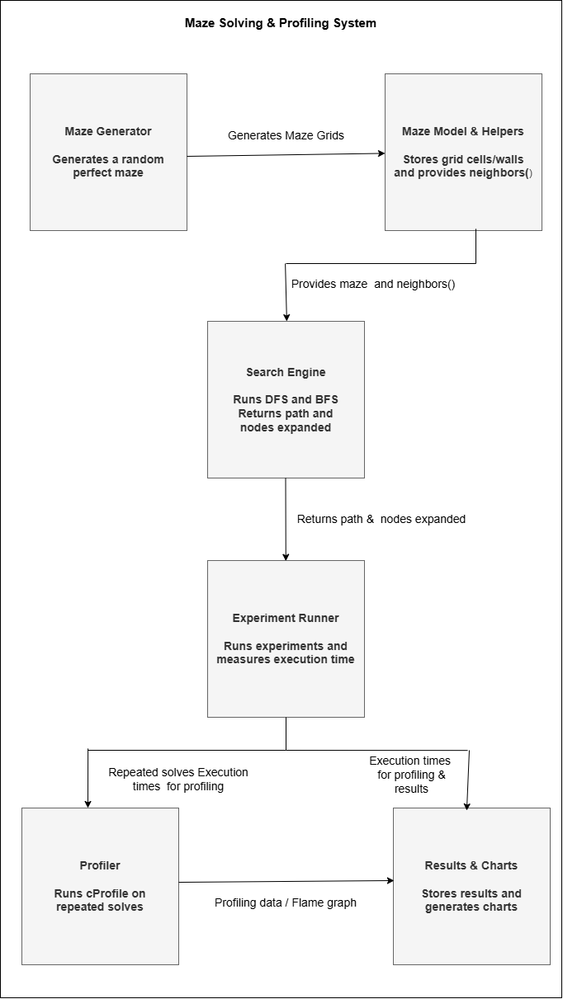 Maze Solving & Profiling System
Maze Generator
Generates a random
perfect maze
Generates Maze Grids
Maze Model & Helpers
Stores grid cells/walls
and provides neighbors()
Provides maze  and neighbors()
Search Engine
Runs DFS and BFS
Returns path and
nodes expanded
Returns path &  nodes expanded
Experiment Runner
Runs experiments and
measures execution time
Repeated solves Execution
times  for profiling
Execution times
for profiling &
results
Profiler
Runs cProfile on
repeated solves
Profiling data / Flame graph
Results & Charts
Stores results and
generates charts